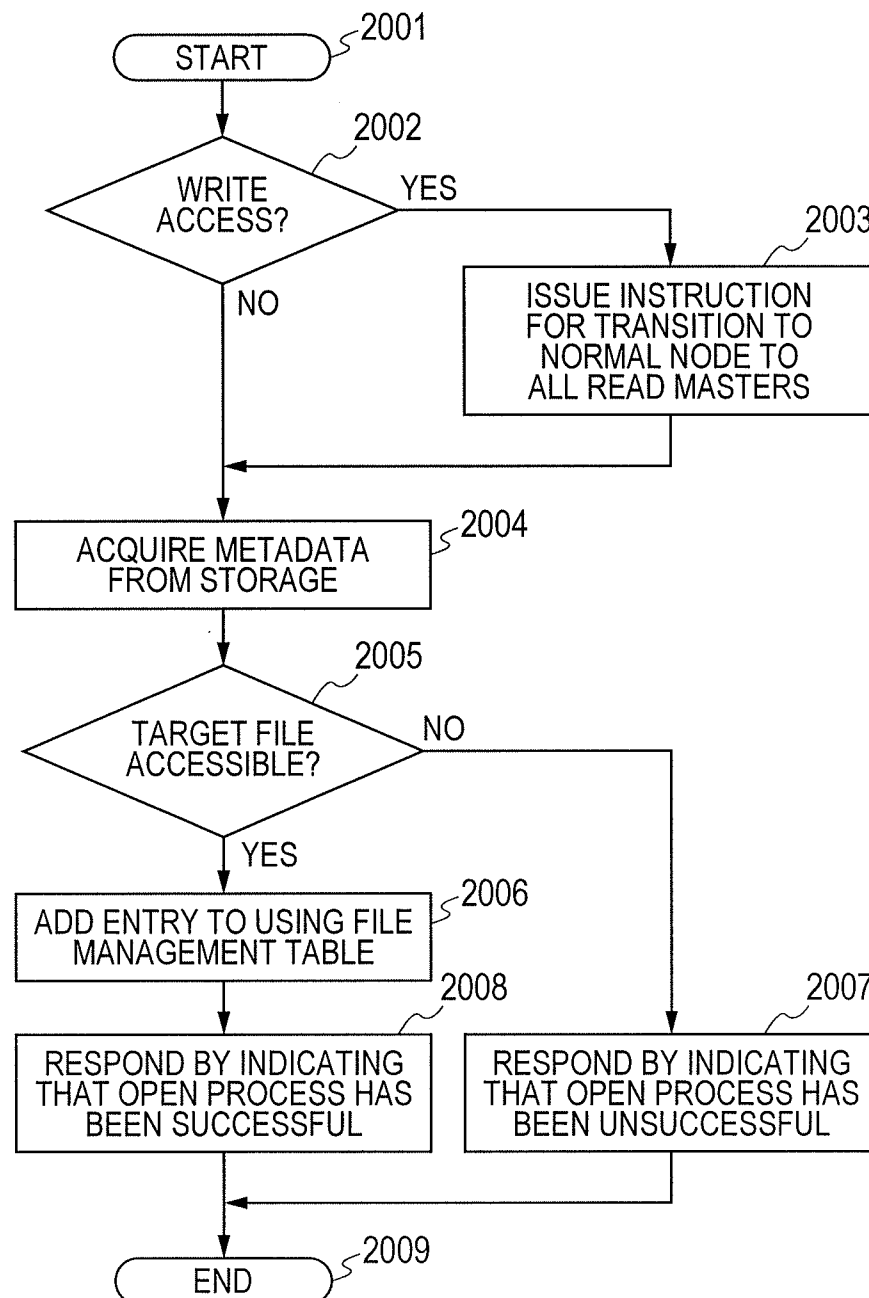 START
2001
2002
WRITE
ACCESS?
YES
NO
2003
ISSUE INSTRUCTION
FOR TRANSITION TO
NORMAL NODE TO
ALL READ MASTERS
2004
ACQUIRE METADATA
FROM STORAGE
2005
TARGET FILE
ACCESSIBLE?
NO
YES
2006
ADD ENTRY TO USING FILE
MANAGEMENT TABLE
2008
RESPOND BY INDICATING
THAT OPEN PROCESS HAS
BEEN SUCCESSFUL
2007
RESPOND BY INDICATING
THAT OPEN PROCESS HAS
BEEN UNSUCCESSFUL
2009
END